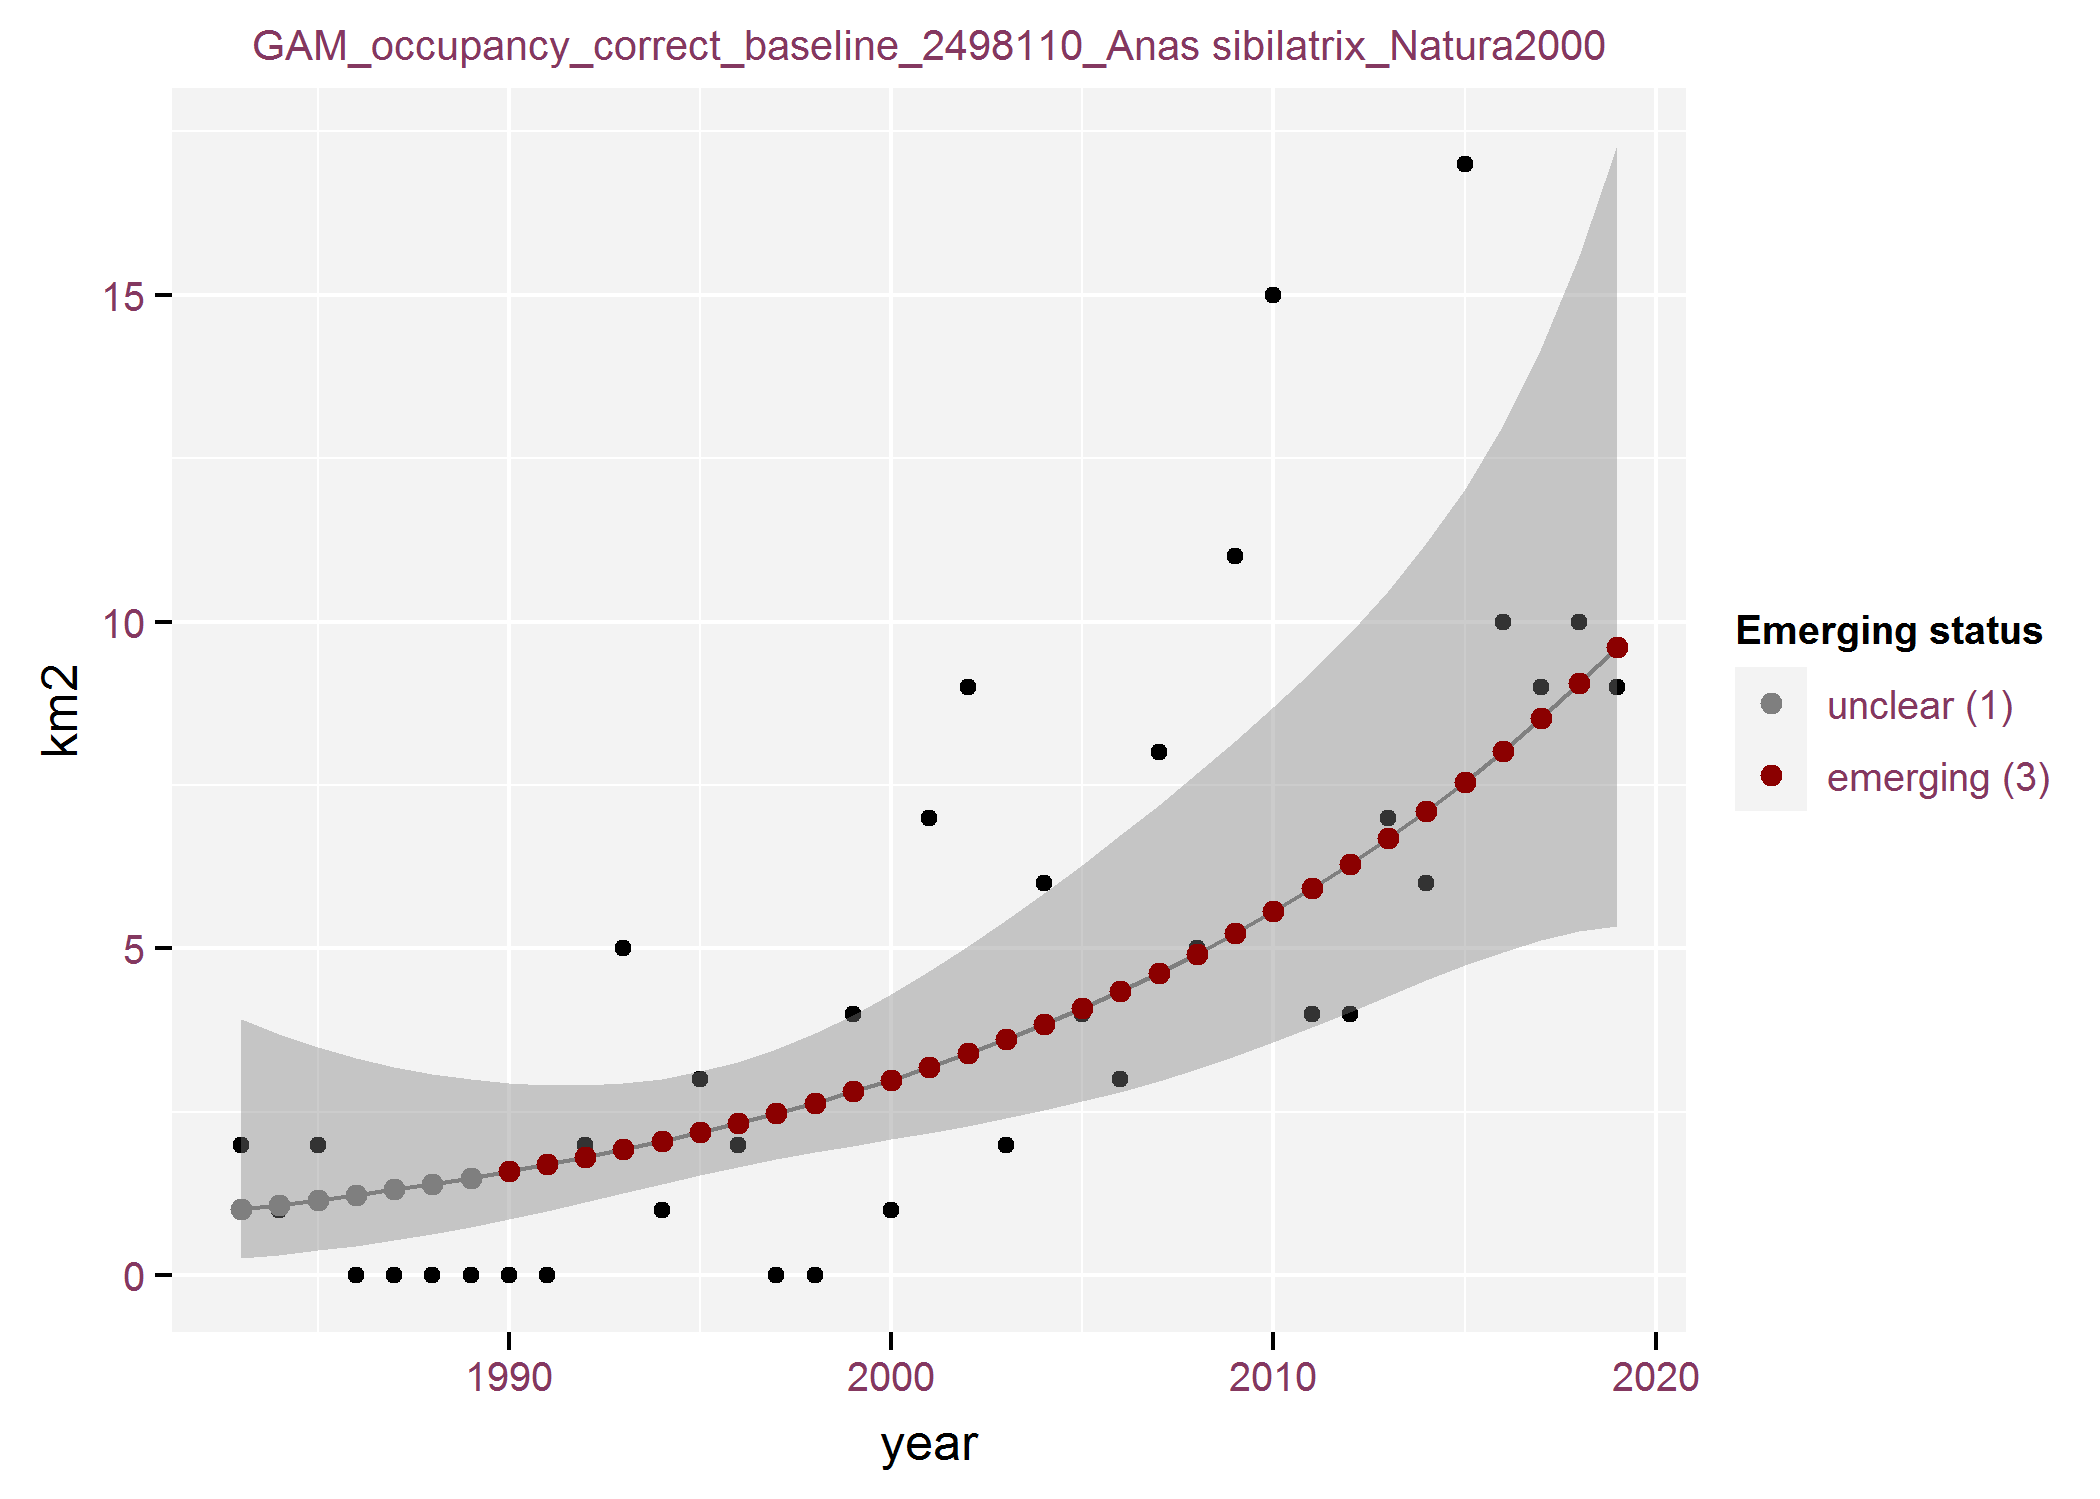 GAM_occupancy_correct_baseline_2498110_Anas sibilatrix_Natura2000
15
10
5
0
km2
1990
2000
2010
2020
year
Emerging status
unclear (1)
emerging (3)